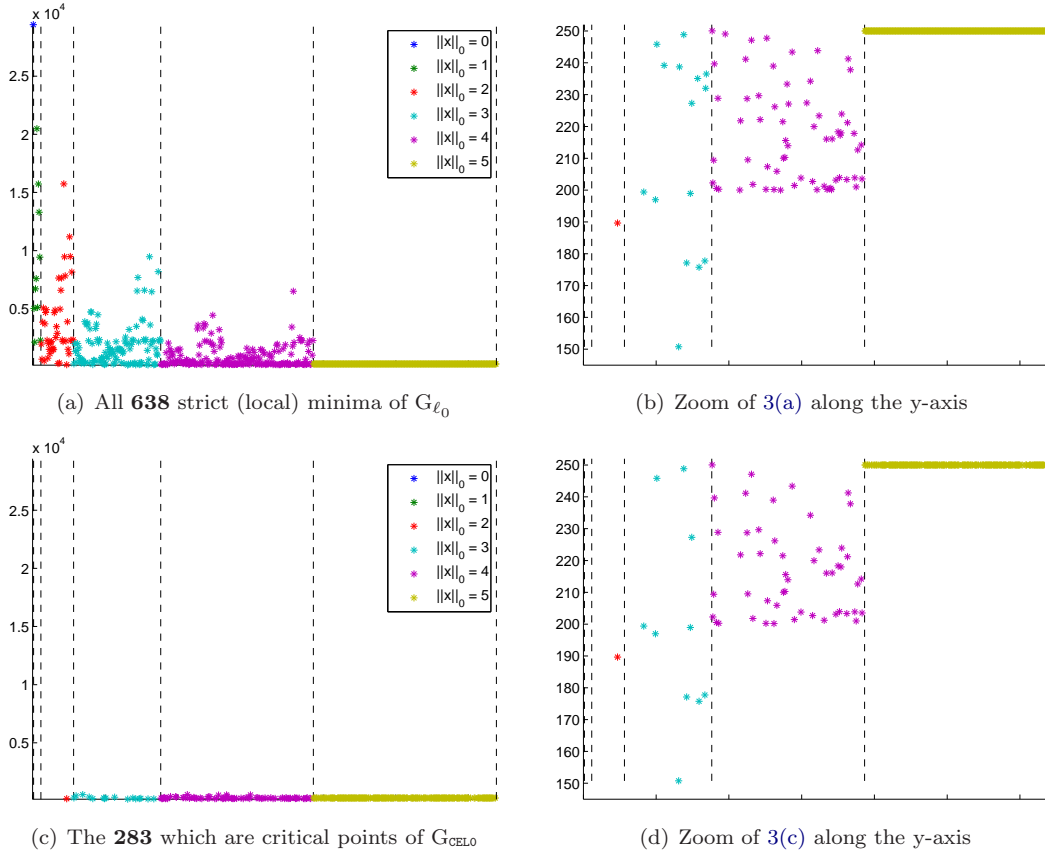 x 10^4
2.5
2
1.5
1
0.5
||x||_0 = 0
||x||_0 = 1
||x||_0 = 2
||x||_0 = 3
||x||_0 = 4
||x||_0 = 5
(a) All 638 strict (local) minima of G_ℓ0
250
240
230
220
210
200
190
180
170
160
150
(b) Zoom of 3(a) along the y-axis
x 10^4
2.5
2
1.5
1
0.5
||x||_0 = 0
||x||_0 = 1
||x||_0 = 2
||x||_0 = 3
||x||_0 = 4
||x||_0 = 5
(c) The 283 which are critical points of G_CEL0
250
240
230
220
210
200
190
180
170
160
150
(d) Zoom of 3(c) along the y-axis